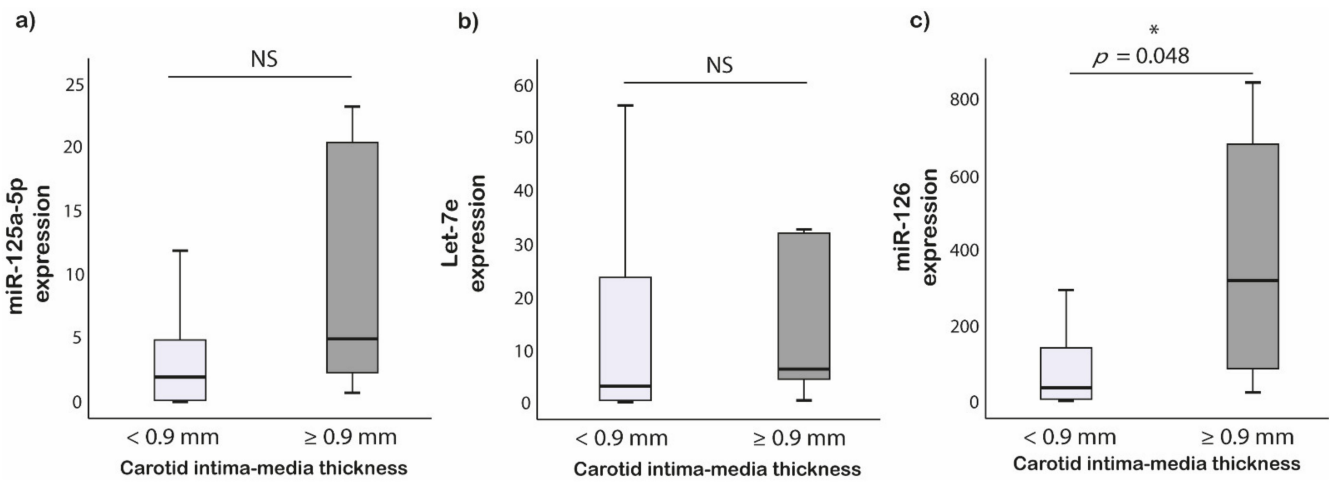 a)
NS
25
20
15
10
5
0
miR-125a-5p
expression
< 0.9 mm
≥ 0.9 mm
Carotid intima-media thickness
b)
NS
60
50
40
30
20
10
0
Let-7e
expression
< 0.9 mm
≥ 0.9 mm
Carotid intima-media thickness
c)
*
p = 0.048
800
600
400
200
0
miR-126
expression
< 0.9 mm
≥ 0.9 mm
Carotid intima-media thickness